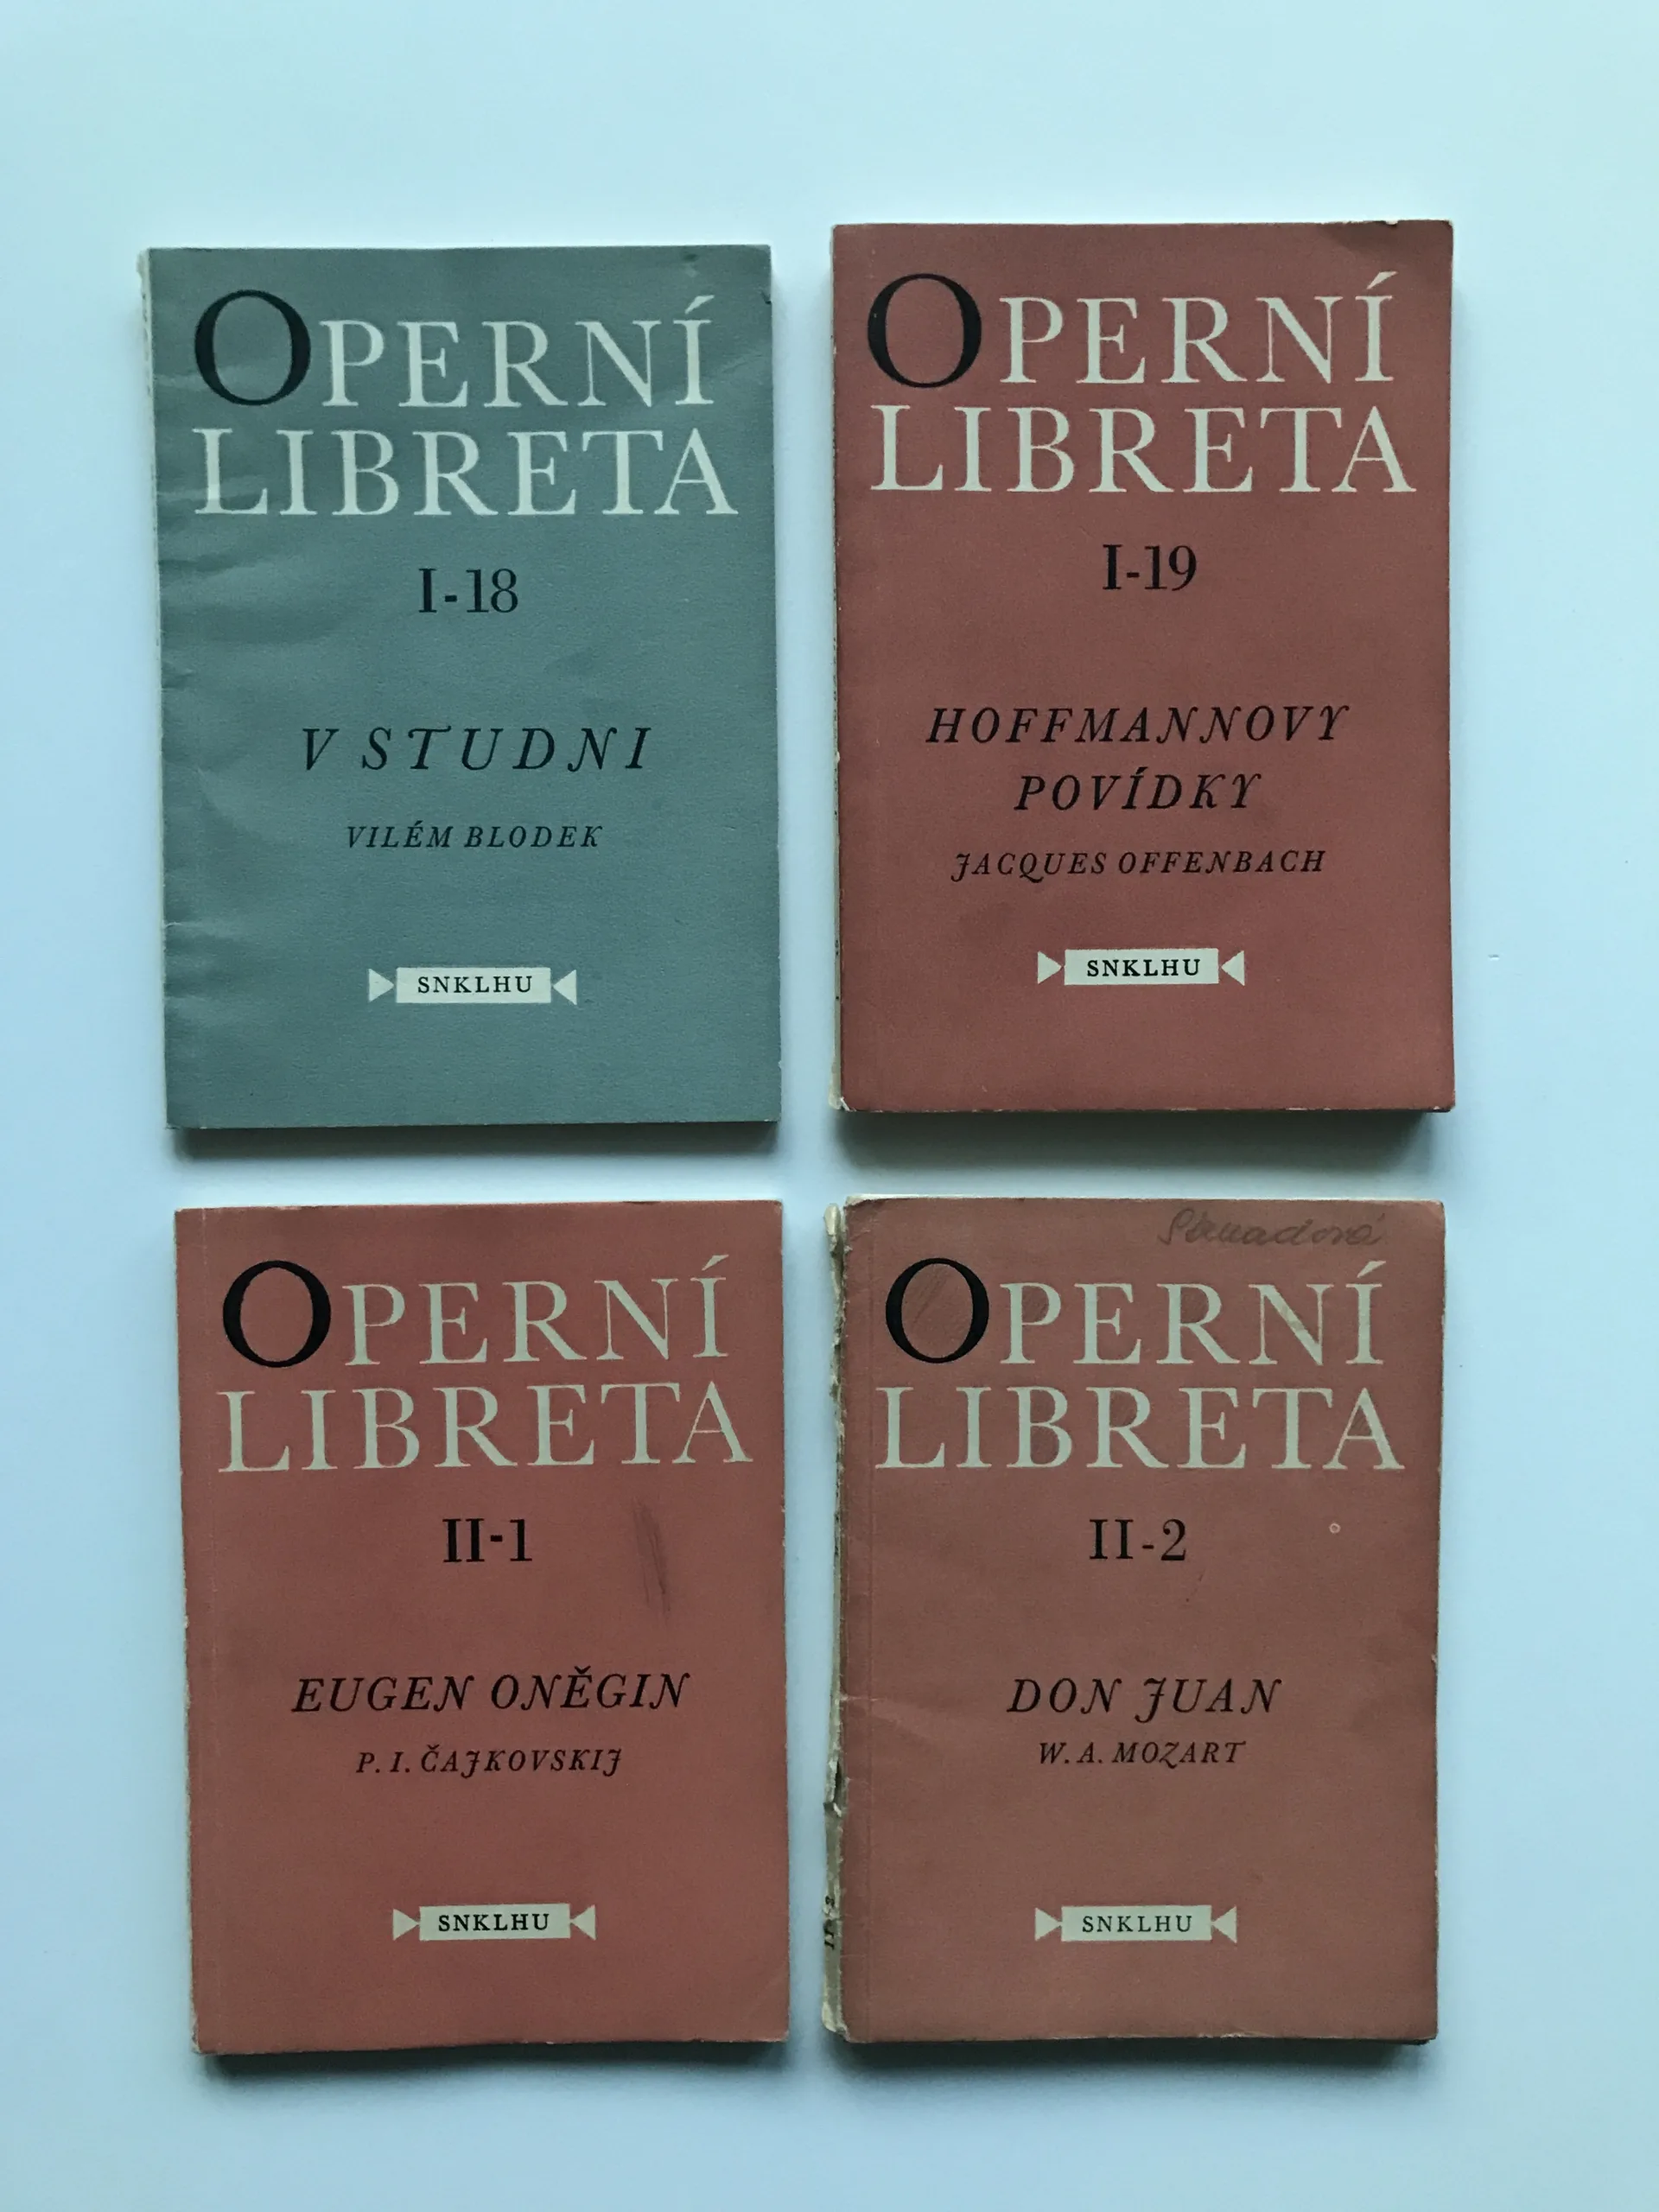 OPERNÍ
LIBRETA
I-18
V STUDNI
VILÉM BLODEK
SNKLHU
OPERNÍ
LIBRETA
I-19
HOFFMANNOVY
POVÍDKY
JACQUES OFFENBACH
SNKLHU
OPERNÍ
LIBRETA
II-1
EUGEN ONĚGIN
P. I. ČAJKOVSKIJ
SNKLHU
OPERNÍ
LIBRETA
II-2
DON JUAN
W. A. MOZART
SNKLHU